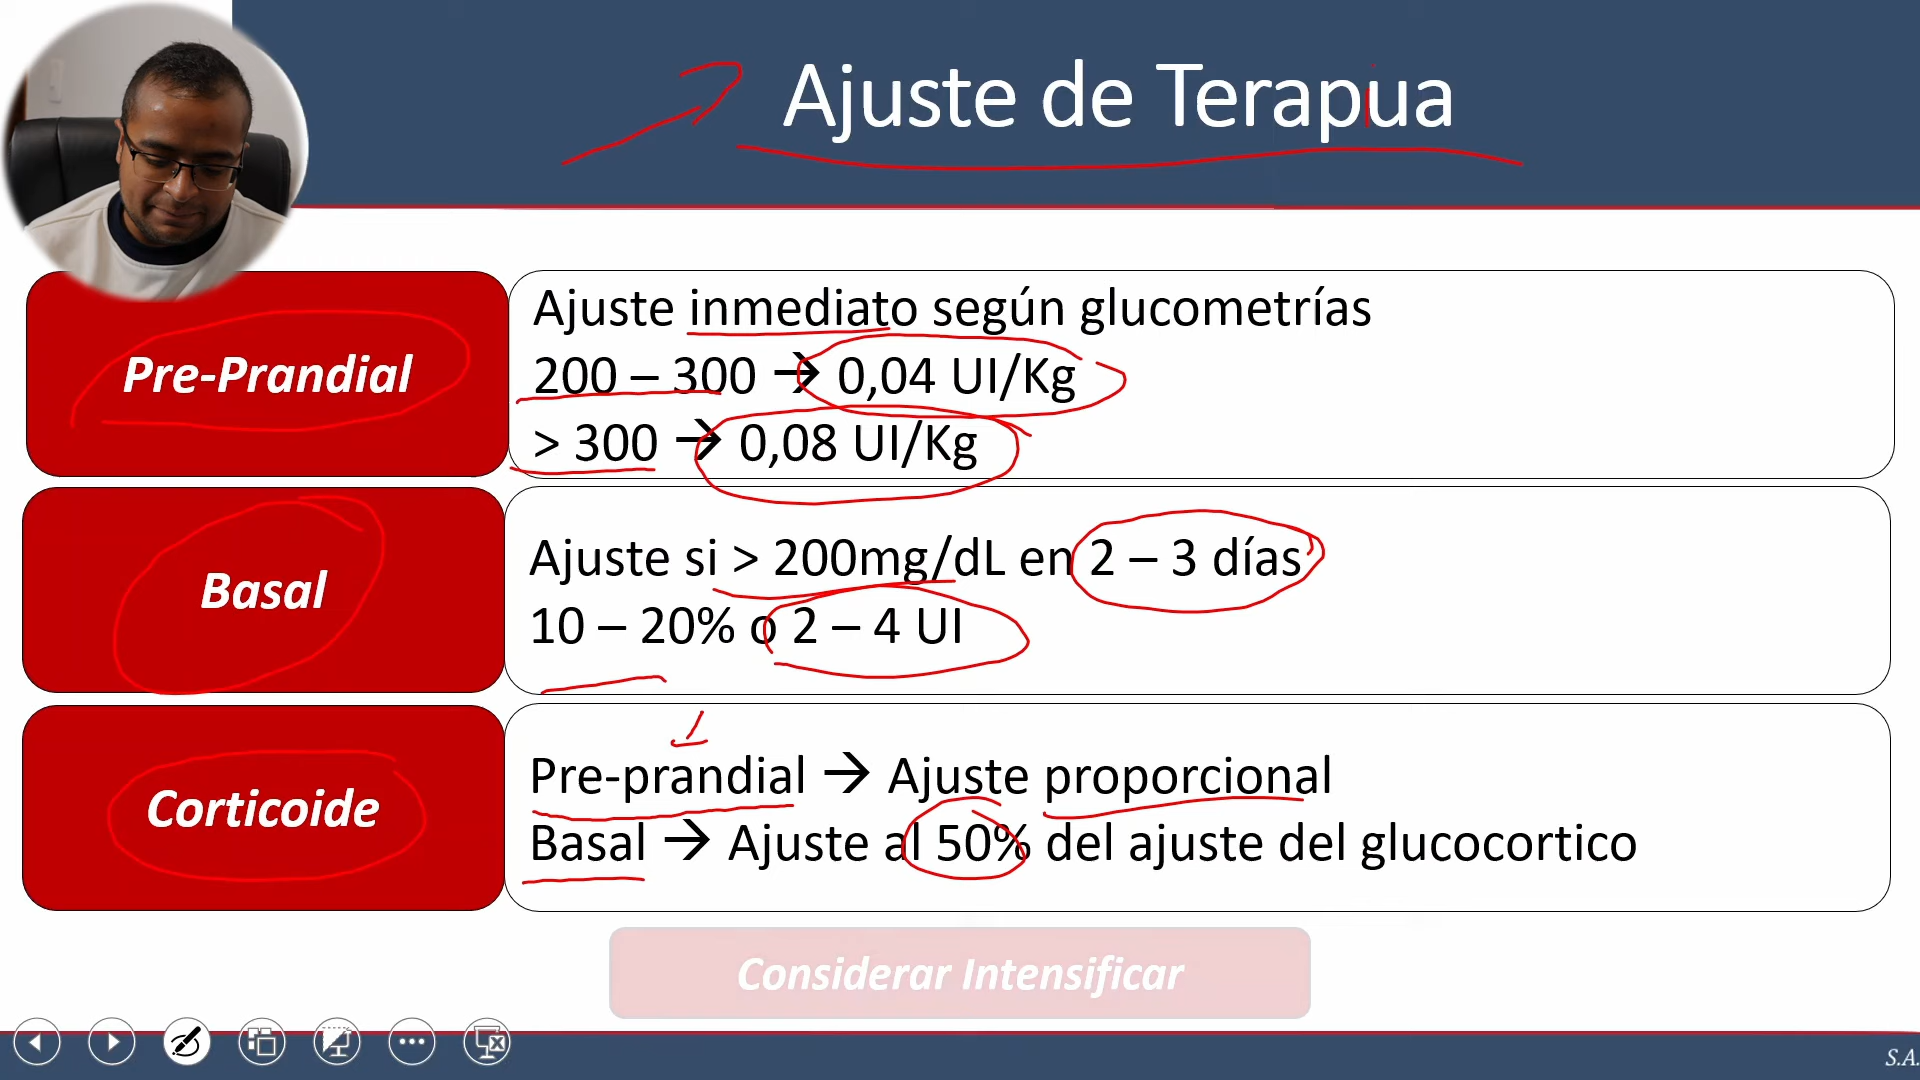 Ajuste de Terapua
Pre-Prandial
Ajuste inmediato según glucometrías
200 – 300 → 0,04 UI/Kg
> 300 → 0,08 UI/Kg
Basal
Ajuste si > 200mg/dL en 2 – 3 días
10 – 20% o 2 – 4 UI
Corticoide
Pre-prandial → Ajuste proporcional
Basal → Ajuste al 50% del ajuste del glucocortico
Considerar Intensificar
S.A.